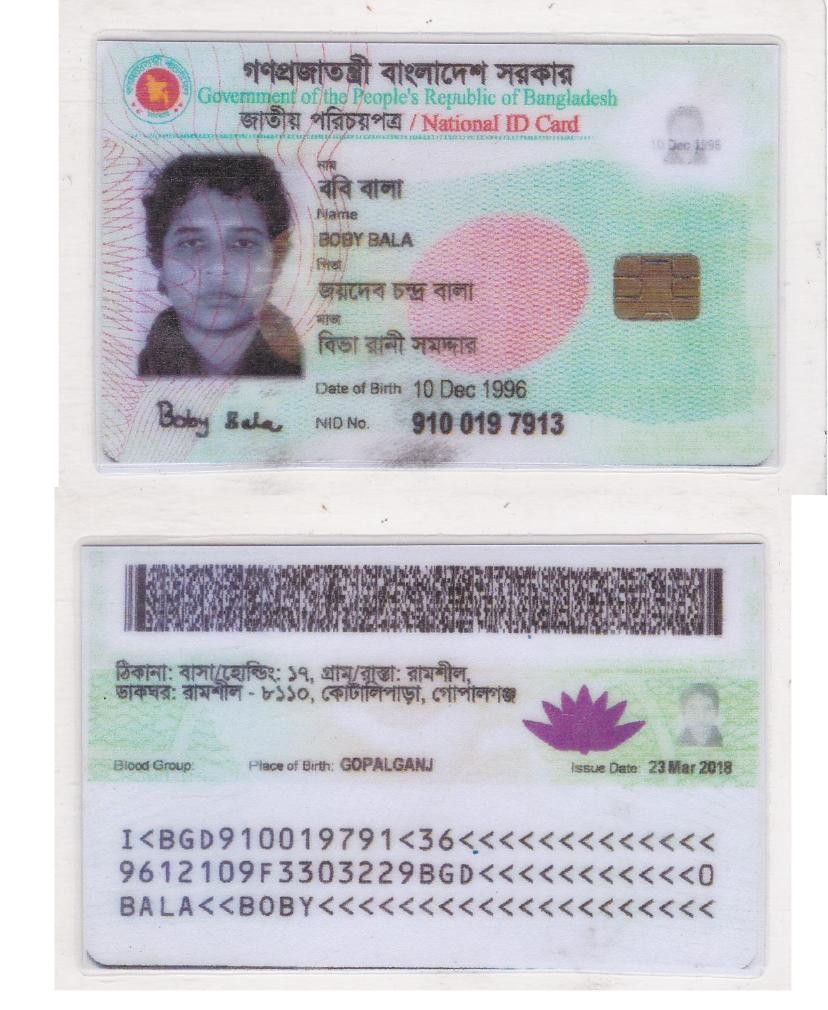 গণপ্রজাতন্ত্রী বাংলাদেশ সরকার
Government of the People's Republic of Bangladesh
জাতীয় পরিচয়পত্র / National ID Card
10 Dec 1996
নাম
ববি বালা
Name
BOBY BALA
পিতা
জয়দেব চন্দ্র বালা
মাতা
বিভা রানী সমদ্দার
Date of Birth 10 Dec 1996
Boby Bala
NID No. 910 019 7913
ঠিকানা: বাসা/হোল্ডিং: ১৭, গ্রাম/রাস্তা: রামশীল,
ডাকঘর: রামশীল - ৮১১০, কোটালিপাড়া, গোপালগঞ্জ
Blood Group: Place of Birth: GOPALGANJ Issue Date: 23 Mar 2018
I<BGD910019791<36<<<<<<<<<<<<<
9612109F3303229BGD<<<<<<<<<<<0
BALA<<BOBY<<<<<<<<<<<<<<<<<<<<